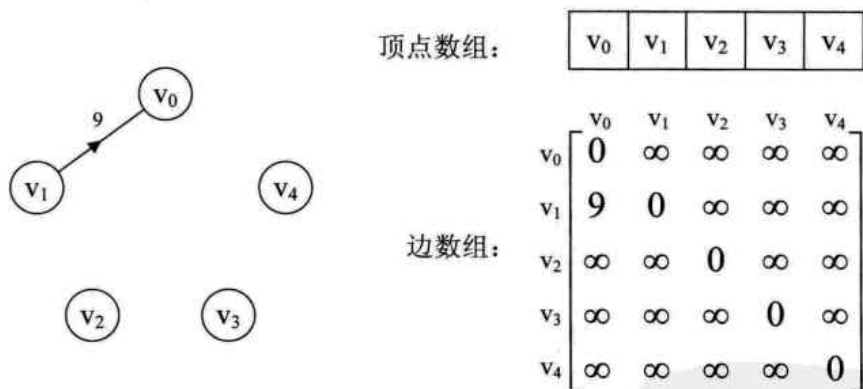 顶点数组： v₀ v₁ v₂ v₃ v₄
v₀
9
v₁
v₄
v₂
v₃
边数组：
v₀ v₁ v₂ v₃ v₄
v₀ 0 ∞ ∞ ∞ ∞
v₁ 9 0 ∞ ∞ ∞
v₂ ∞ ∞ 0 ∞ ∞
v₃ ∞ ∞ ∞ 0 ∞
v₄ ∞ ∞ ∞ ∞ 0